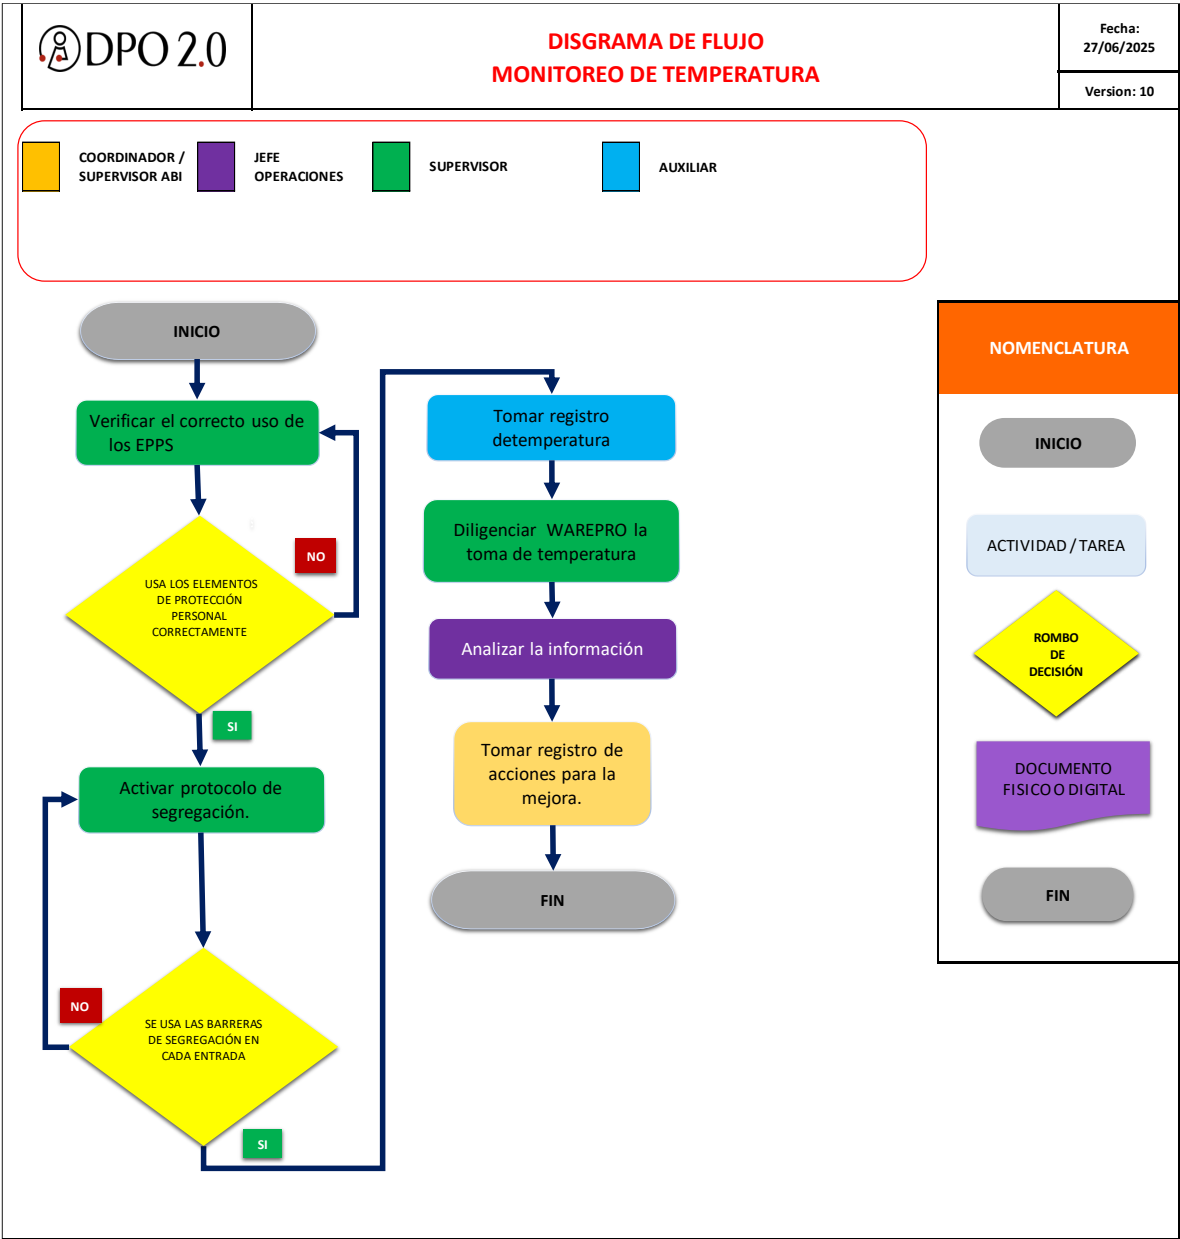 DPO 2.0
DISGRAMA DE FLUJO
MONITOREO DE TEMPERATURA
Fecha:
27/06/2025
Version: 10
COORDINADOR /
SUPERVISOR ABI
JEFE
OPERACIONES
SUPERVISOR
AUXILIAR
INICIO
Verificar el correcto uso de
los EPPS
NO
USA LOS ELEMENTOS
DE PROTECCIÓN
PERSONAL
CORRECTAMENTE
SI
Activar protocolo de
segregación.
NO
SE USA LAS BARRERAS
DE SEGREGACIÓN EN
CADA ENTRADA
SI
Tomar registro
detemperatura
Diligenciar WAREPRO la
toma de temperatura
Analizar la información
Tomar registro de
acciones para la
mejora.
FIN
NOMENCLATURA
INICIO
ACTIVIDAD / TAREA
ROMBO
DE
DECISIÓN
DOCUMENTO
FISICO O DIGITAL
FIN